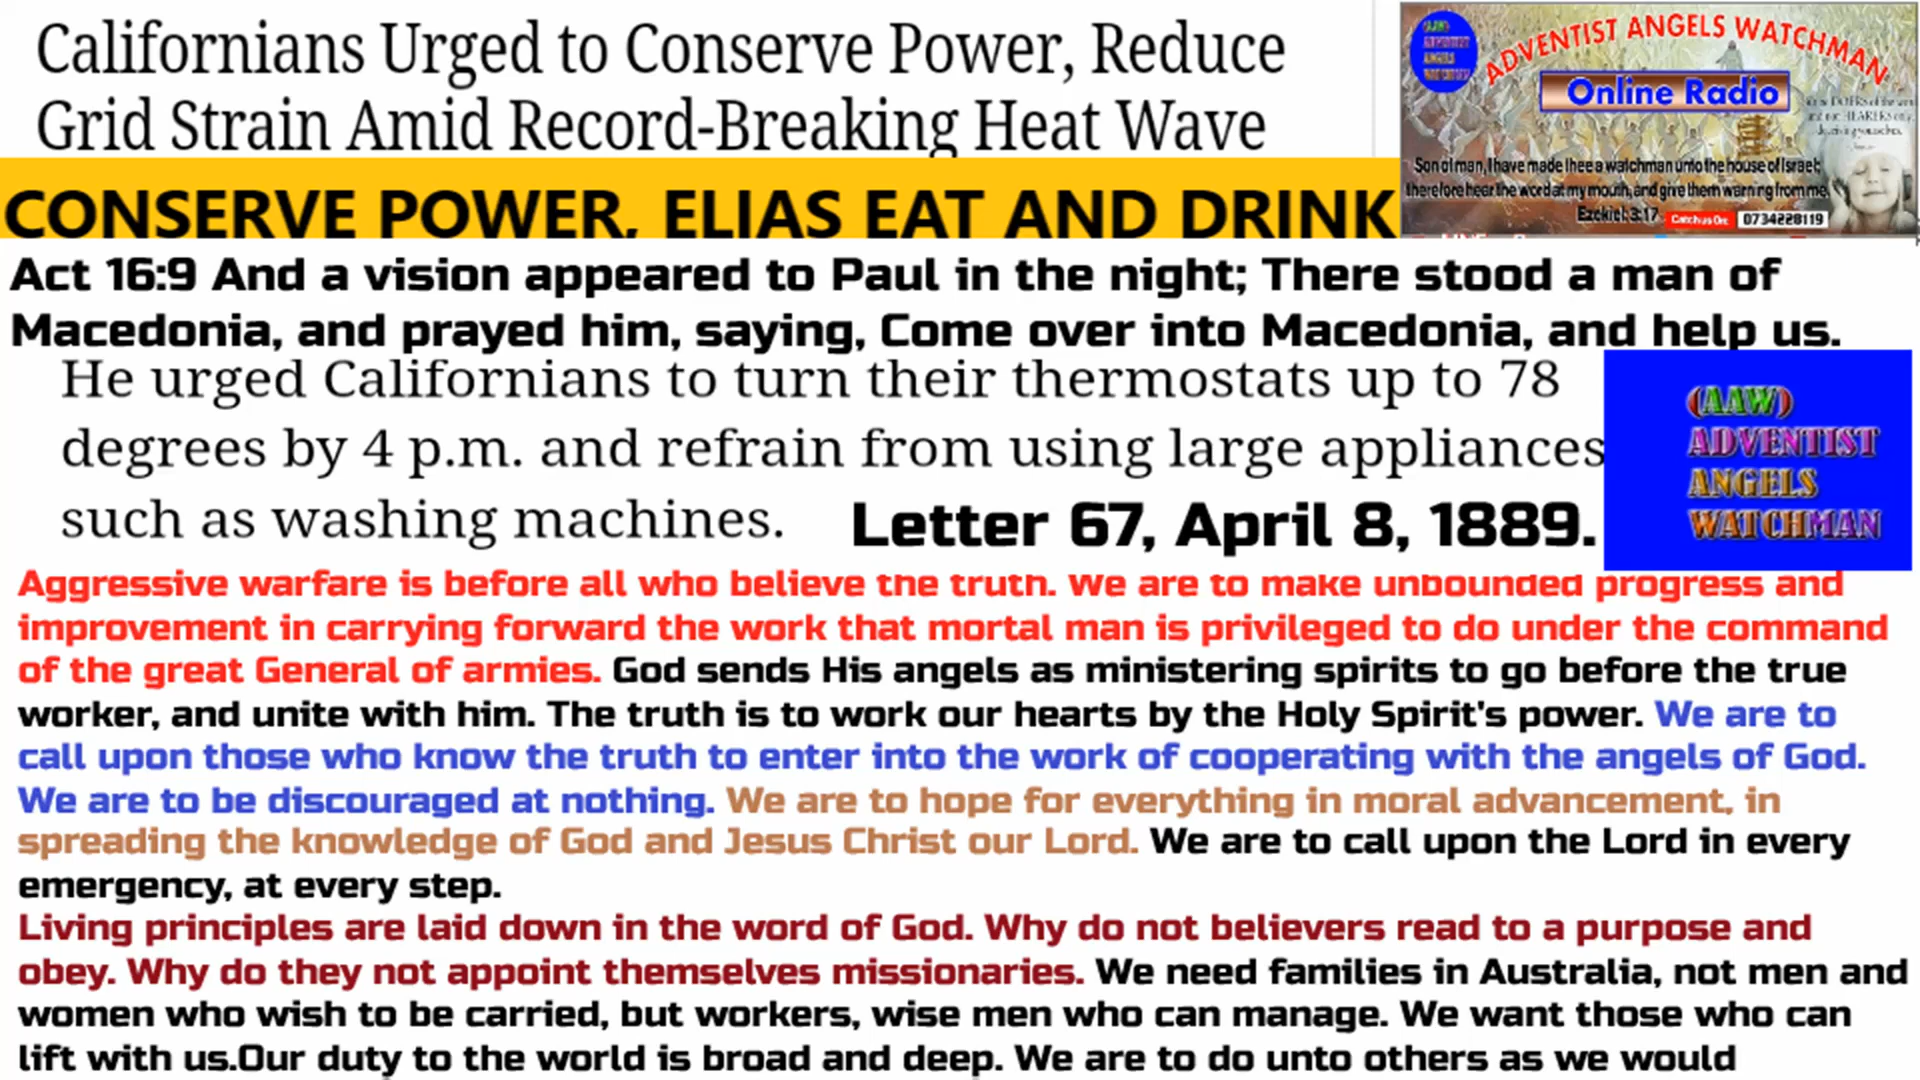 Californians Urged to Conserve Power, Reduce
Grid Strain Amid Record-Breaking Heat Wave
ADVENTIST ANGELS WATCHMAN
Online Radio
Son of man, I have made thee a watchman unto the house of Israel;
therefore hear the word at my mouth, and give them warning from me.
Ezekiel 3:17
0734228119
CONSERVE POWER, ELIAS EAT AND DRINK
Act 16:9 And a vision appeared to Paul in the night; There stood a man of
Macedonia, and prayed him, saying, Come over into Macedonia, and help us.
He urged Californians to turn their thermostats up to 78
degrees by 4 p.m. and refrain from using large appliances
such as washing machines.
Letter 67, April 8, 1889.
(AAW)
ADVENTIST
ANGELS
WATCHMAN
Aggressive warfare is before all who believe the truth. We are to make unbounded progress and
improvement in carrying forward the work that mortal man is privileged to do under the command
of the great General of armies. God sends His angels as ministering spirits to go before the true
worker, and unite with him. The truth is to work our hearts by the Holy Spirit's power. We are to
call upon those who know the truth to enter into the work of cooperating with the angels of God.
We are to be discouraged at nothing. We are to hope for everything in moral advancement, in
spreading the knowledge of God and Jesus Christ our Lord. We are to call upon the Lord in every
emergency, at every step.
Living principles are laid down in the word of God. Why do not believers read to a purpose and
obey. Why do they not appoint themselves missionaries. We need families in Australia, not men and
women who wish to be carried, but workers, wise men who can manage. We want those who can
lift with us.Our duty to the world is broad and deep. We are to do unto others as we would